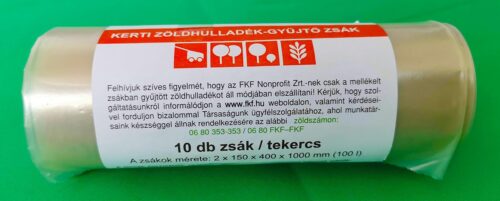 KERTI ZÖLDHULLADÉK-GYŰJTŐ ZSÁK
Felhívjuk szíves figyelmét, hogy az FKF Nonprofit Zrt.-nek csak a mellékelt
zsákban gyűjtött zöldhulladékot áll módjában elszállítani! Kérjük, hogy szol-
gáltatásunkról informálódjon a www.fkf.hu weboldalon, valamint kérdései-
vel forduljon bizalommal Társaságunk ügyfélszolgálatához, ahol munkatár-
saink készséggel állnak rendelkezésére az alábbi zöldszámon:
06 80 353-353 / 06 80 FKF–FKF
10 db zsák / tekercs
A zsákok mérete: 2 x 150 x 400 x 1000 mm (100 l)